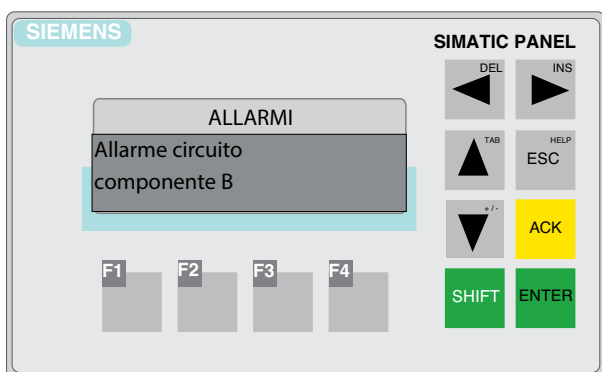 SIEMENS
SIMATIC PANEL
DEL
INS
ALLARMI
Allarme circuito
componente B
TAB
HELP
ESC
+/-
ACK
F1
F2
F3
F4
SHIFT
ENTER